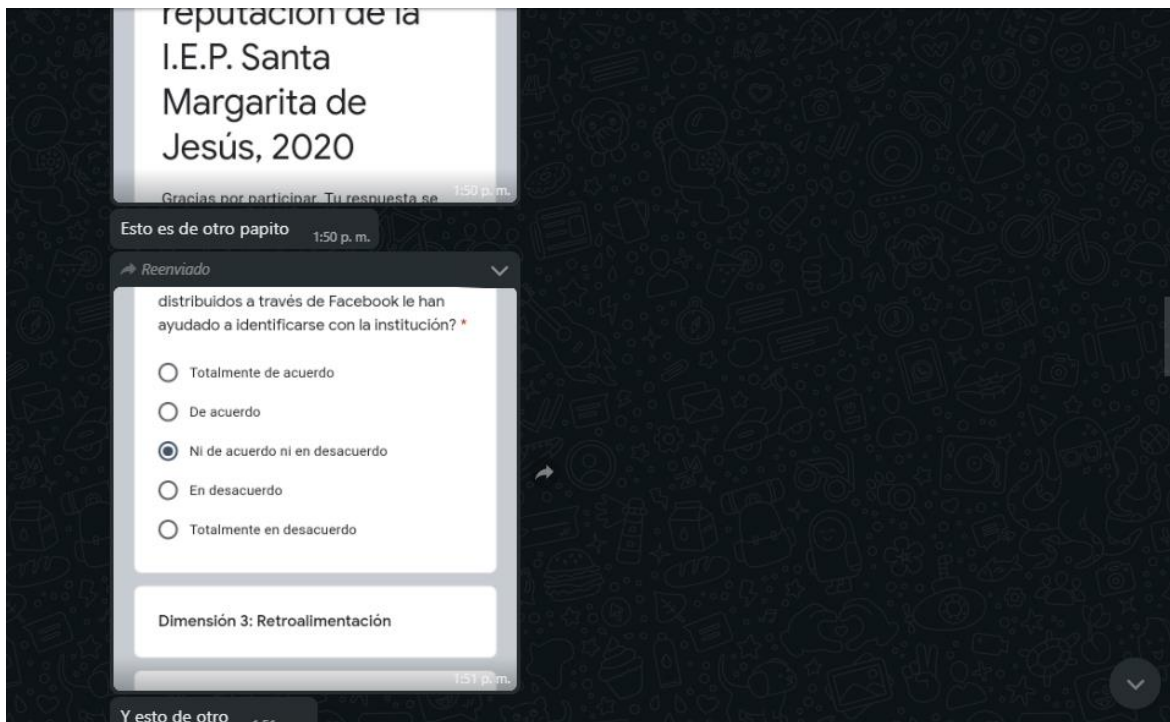 reputación de la
I.E.P. Santa
Margarita de
Jesús, 2020
Gracias por participar. Tu respuesta se
1:50 p. m.
Esto es de otro papito
1:50 p. m.
Reenviado
distribuidos a través de Facebook le han
ayudado a identificarse con la institución? *
Totalmente de acuerdo
De acuerdo
Ni de acuerdo ni en desacuerdo
En desacuerdo
Totalmente en desacuerdo
Dimensión 3: Retroalimentación
1:51 p. m.
Y esto de otro